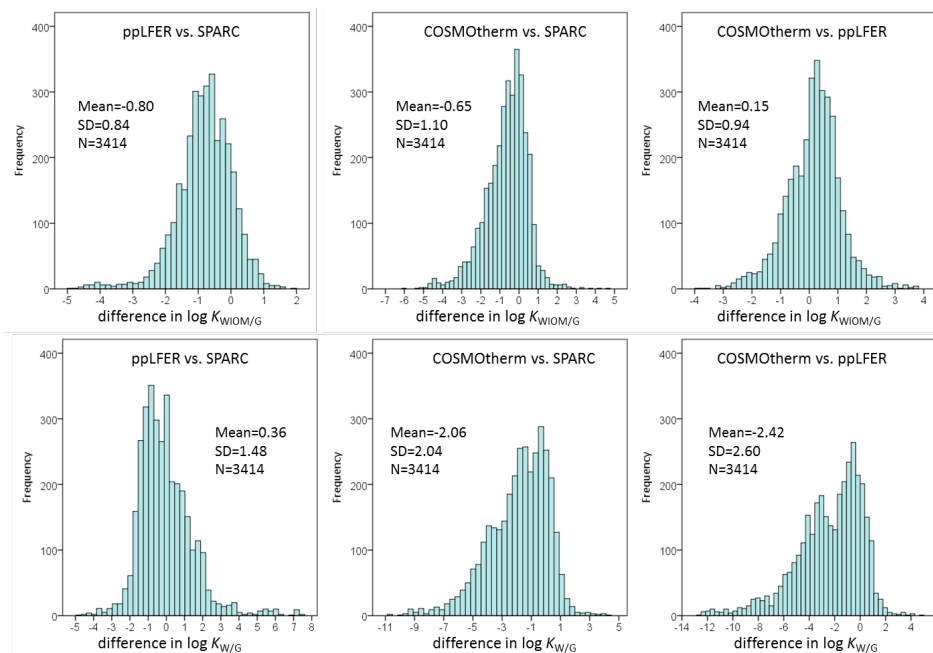 ppLFER vs. SPARC
Mean=-0.80
SD=0.84
N=3414
Frequency
400
300
200
100
0
-5 -4 -3 -2 -1 0 1 2
difference in log KWIOM/G
COSMOtherm vs. SPARC
Mean=-0.65
SD=1.10
N=3414
Frequency
400
300
200
100
0
-7 -6 -5 -4 -3 -2 -1 0 1 2 3 4 5
difference in log KWIOM/G
COSMOtherm vs. ppLFER
Mean=0.15
SD=0.94
N=3414
Frequency
400
300
200
100
0
-4 -3 -2 -1 0 1 2 3 4
difference in log KWIOM/G
ppLFER vs. SPARC
Mean=0.36
SD=1.48
N=3414
Frequency
400
300
200
100
0
-5 -4 -3 -2 -1 0 1 2 3 4 5 6 7 8
difference in log KW/G
COSMOtherm vs. SPARC
Mean=-2.06
SD=2.04
N=3414
Frequency
400
300
200
100
0
-11 -9 -7 -5 -3 -1 1 3 5
difference in log KW/G
COSMOtherm vs. ppLFER
Mean=-2.42
SD=2.60
N=3414
Frequency
400
300
200
100
0
-14 -12 -10 -8 -6 -4 -2 0 2 4
difference in log KW/G